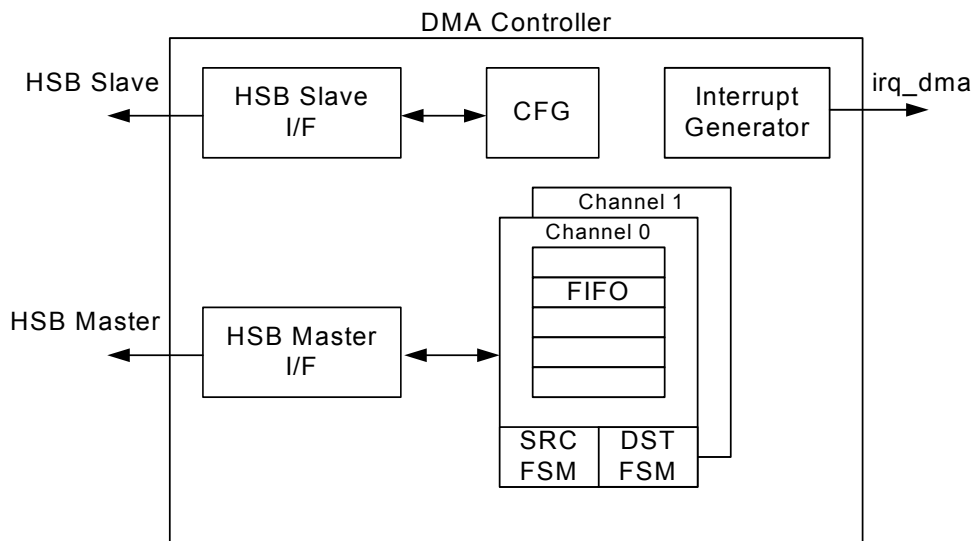 DMA Controller
HSB Slave
HSB Slave
I/F
CFG
Interrupt
Generator
irq_dma
Channel 1
Channel 0
FIFO
HSB Master
HSB Master
I/F
SRC
FSM
DST
FSM